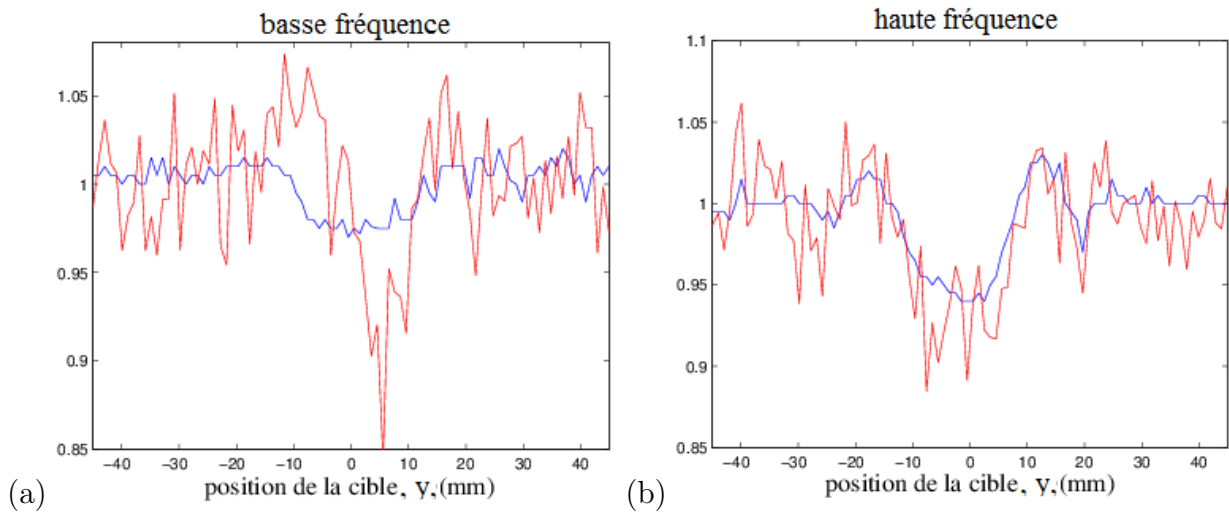 basse fréquence
1.05
1
0.95
0.9
0.85
−40 −30 −20 −10 0 10 20 30 40
position de la cible, y, (mm)
(a)
haute fréquence
1.1
1.05
1
0.95
0.9
0.85
−40 −30 −20 −10 0 10 20 30 40
position de la cible, y, (mm)
(b)